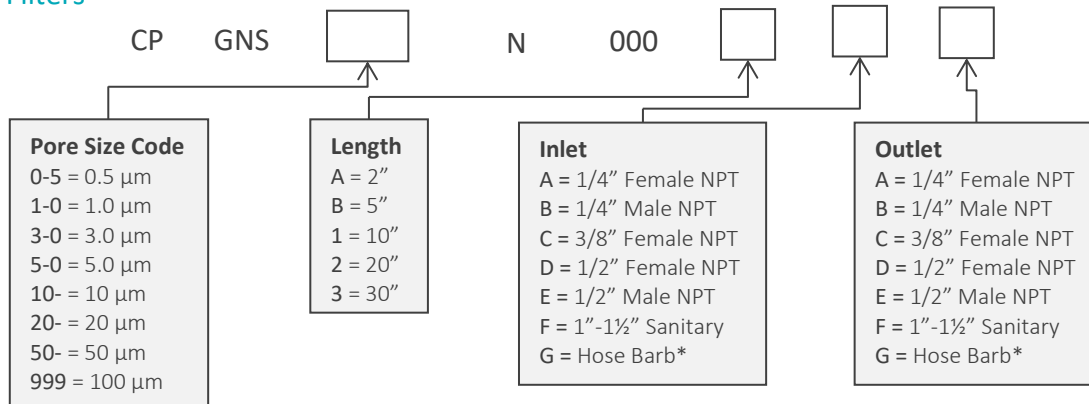 Filters
CP GNS N 000
Pore Size Code
0-5 = 0.5 µm
1-0 = 1.0 µm
3-0 = 3.0 µm
5-0 = 5.0 µm
10- = 10 µm
20- = 20 µm
50- = 50 µm
999 = 100 µm
Length
A = 2”
B = 5”
1 = 10”
2 = 20”
3 = 30”
Inlet
A = 1/4” Female NPT
B = 1/4” Male NPT
C = 3/8” Female NPT
D = 1/2” Female NPT
E = 1/2” Male NPT
F = 1”-1½” Sanitary
G = Hose Barb*
Outlet
A = 1/4” Female NPT
B = 1/4” Male NPT
C = 3/8” Female NPT
D = 1/2” Female NPT
E = 1/2” Male NPT
F = 1”-1½” Sanitary
G = Hose Barb*